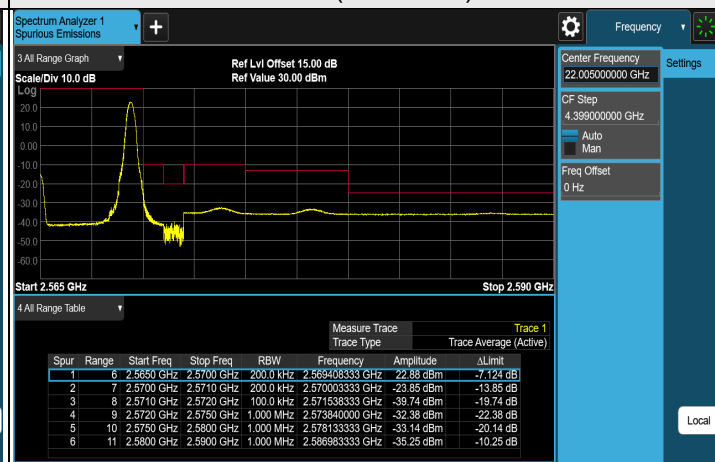 Spectrum Analyzer 1
Spurious Emissions
Frequency
3 All Range Graph
Ref Lvl Offset 15.00 dB
Scale/Div 10.0 dB
Ref Value 30.00 dBm
Log
20.0
10.0
0.00
-10.0
-20.0
-30.0
-40.0
-50.0
-60.0
Start 2.565 GHz
Stop 2.590 GHz
4 All Range Table
Measure Trace Trace 1
Trace Type Trace Average (Active)
Spur Range Start Freq Stop Freq RBW Frequency Amplitude ΔLimit
1 6 2.5650 GHz 2.5700 GHz 200.0 kHz 2.569408333 GHz 22.88 dBm -7.124 dB
2 7 2.5700 GHz 2.5710 GHz 200.0 kHz 2.570003333 GHz -23.85 dBm -13.85 dB
3 8 2.5710 GHz 2.5720 GHz 100.0 kHz 2.571538333 GHz -39.74 dBm -19.74 dB
4 9 2.5720 GHz 2.5750 GHz 1.000 MHz 2.573840000 GHz -32.38 dBm -22.38 dB
5 10 2.5750 GHz 2.5800 GHz 1.000 MHz 2.578133333 GHz -33.14 dBm -20.14 dB
6 11 2.5800 GHz 2.5900 GHz 1.000 MHz 2.586983333 GHz -35.25 dBm -10.25 dB
Center Frequency
22.005000000 GHz
Settings
CF Step
4.399000000 GHz
Auto
Man
Freq Offset
0 Hz
Local